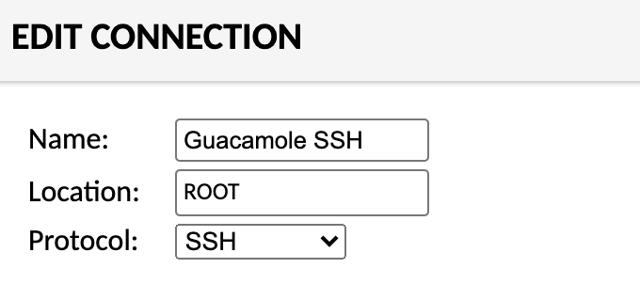 EDIT CONNECTION
Name: Guacamole SSH
Location: ROOT
Protocol: SSH